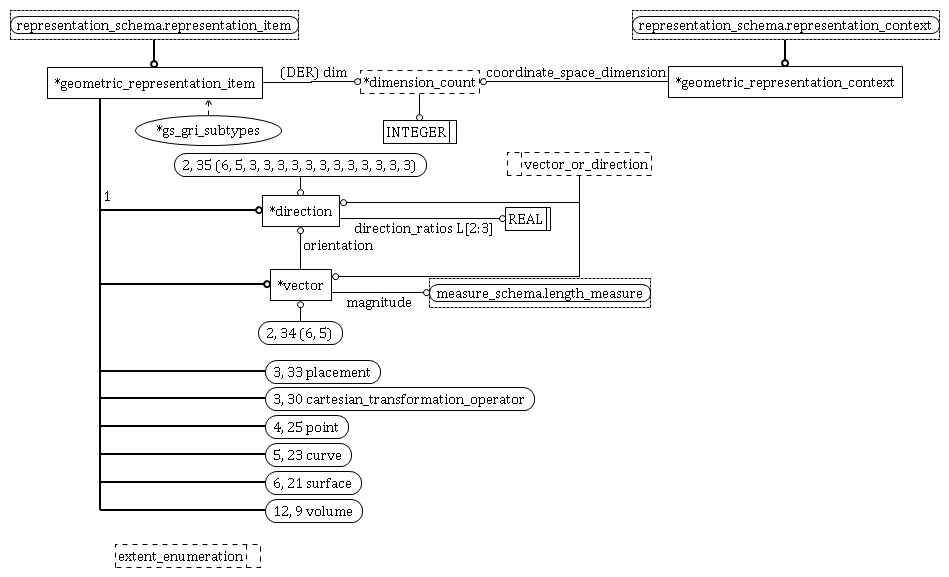 representation_schema.representation_item
representation_schema.representation_context
*geometric_representation_item
(DER) dim
*dimension_count
coordinate_space_dimension
*geometric_representation_context
*gs_gri_subtypes
INTEGER
2, 35 (6, 5, 3, 3, 3, 3, 3, 3, 3, 3, 3, 3, 3, 3)
vector_or_direction
1
*direction
direction_ratios L[2:3]
REAL
orientation
*vector
magnitude
measure_schema.length_measure
2, 34 (6, 5)
3, 33 placement
3, 30 cartesian_transformation_operator
4, 25 point
5, 23 curve
6, 21 surface
12, 9 volume
extent_enumeration